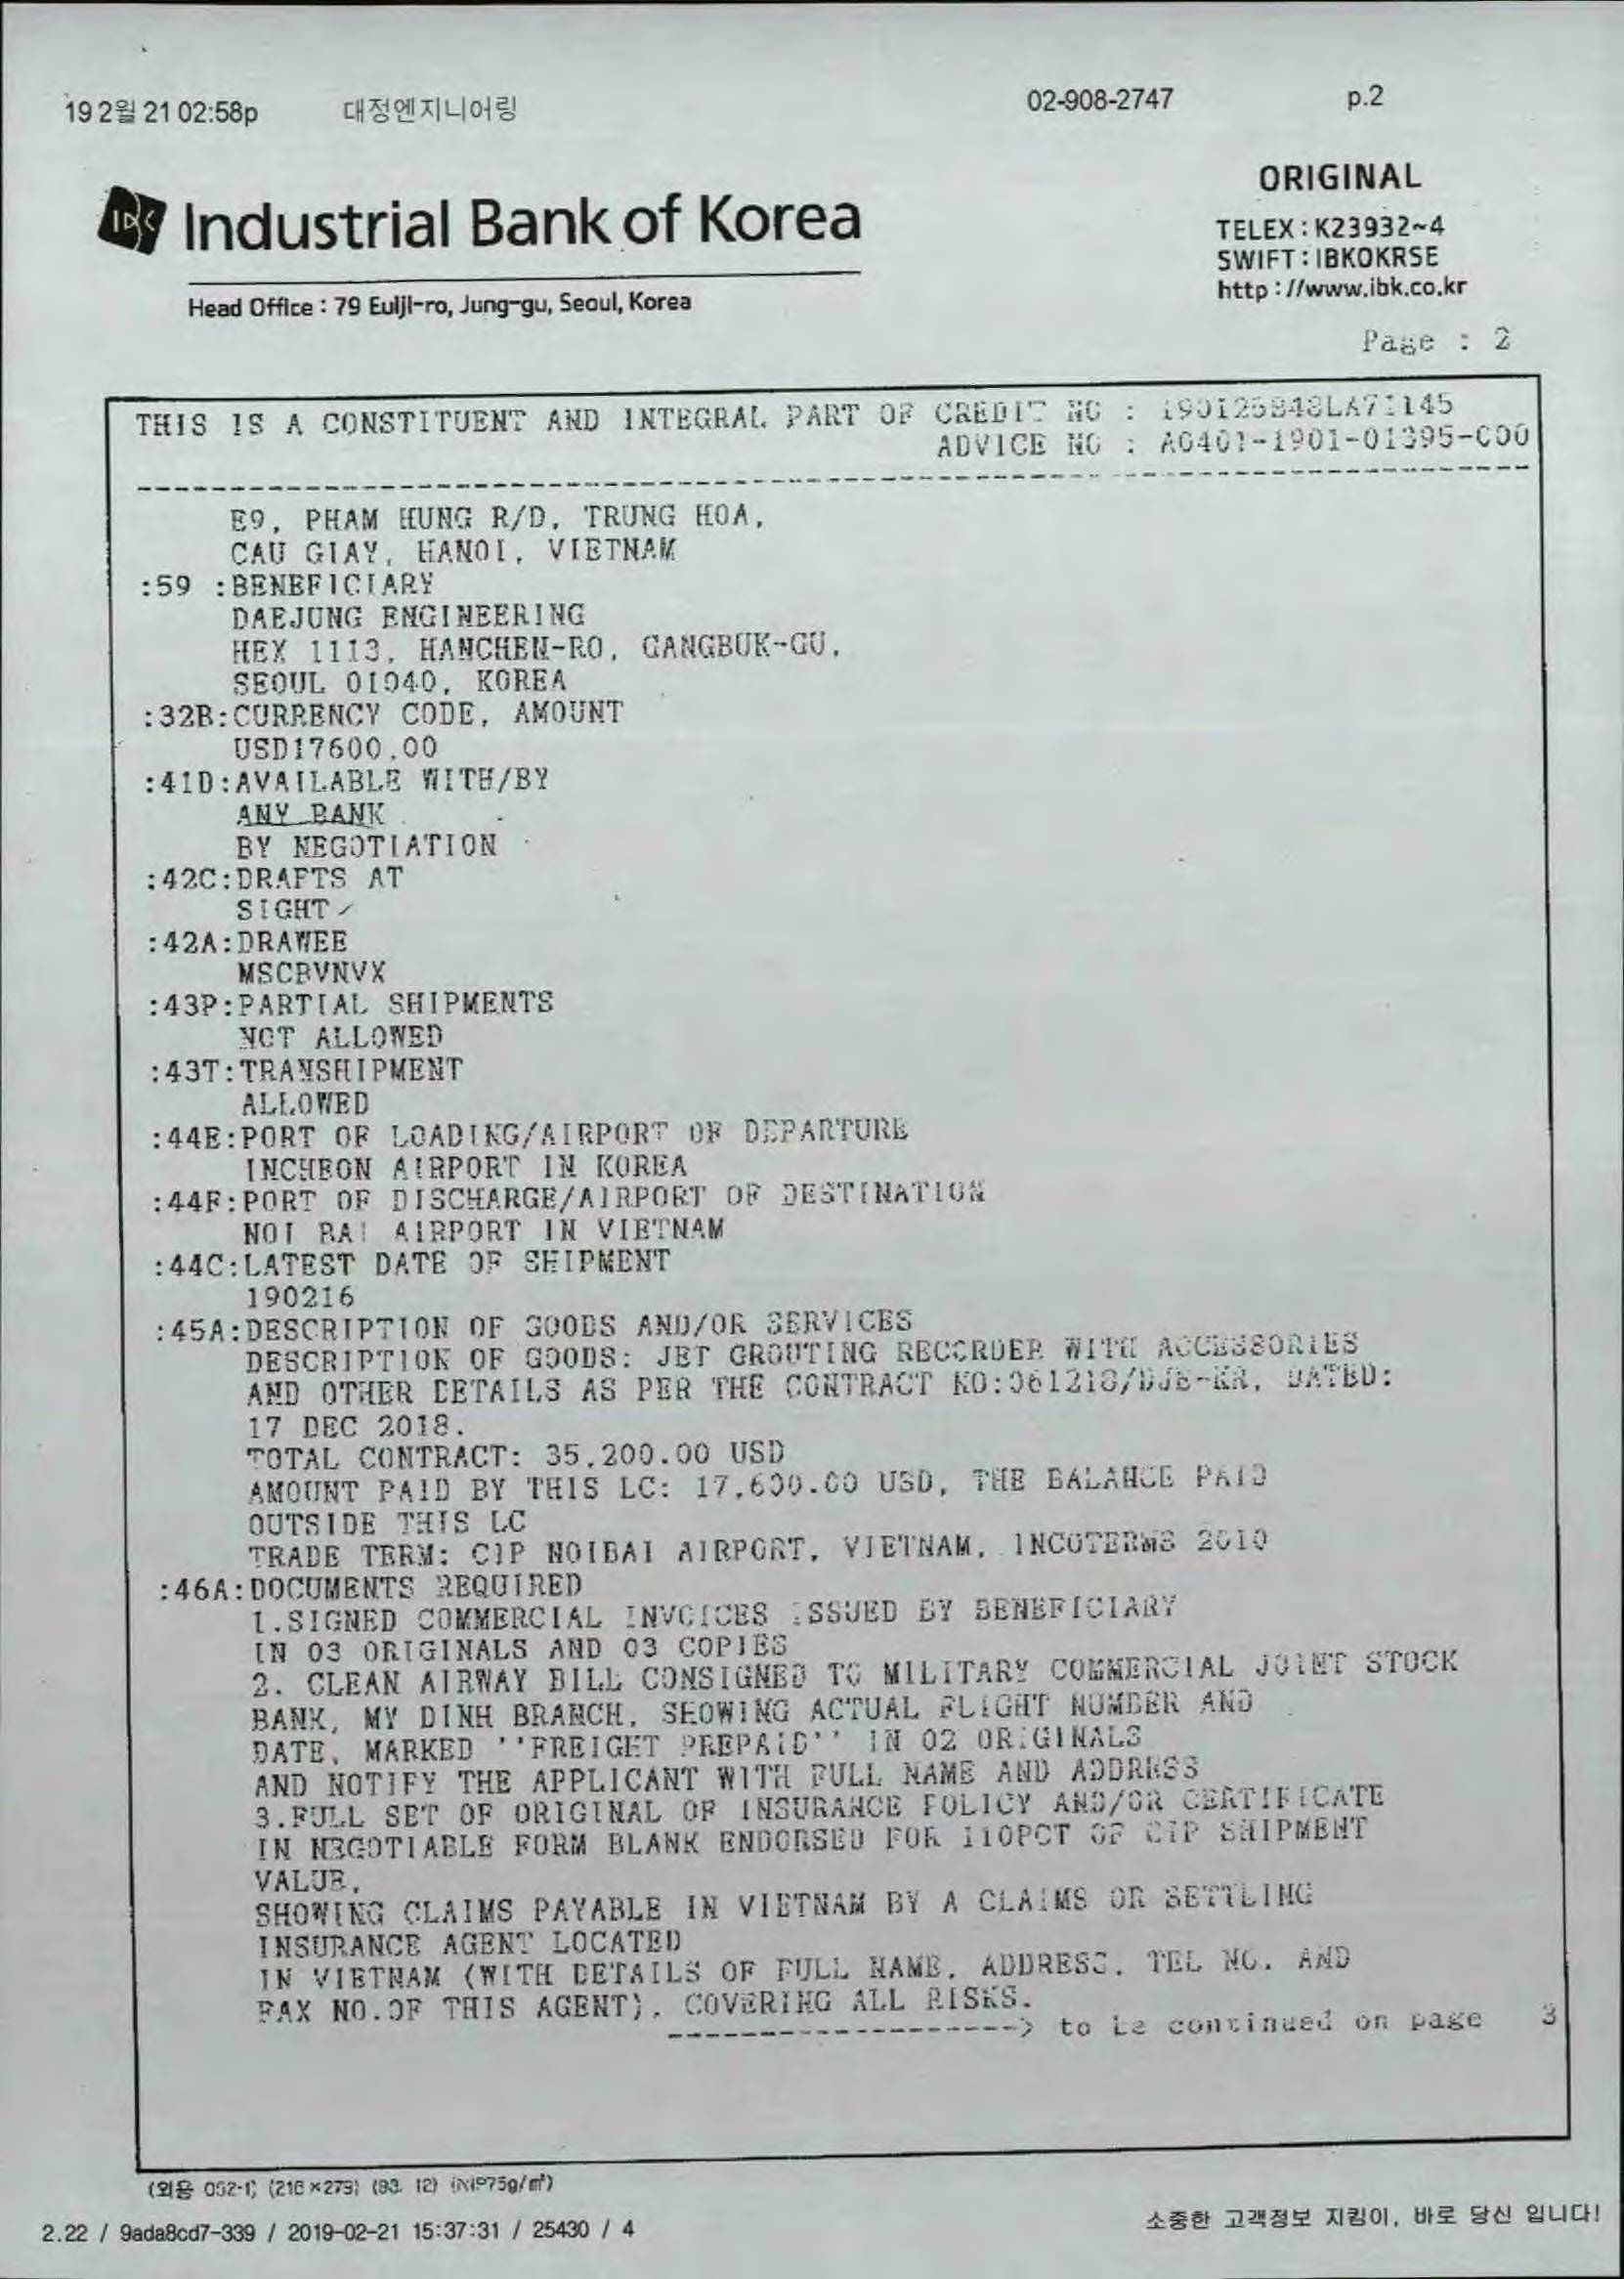 19 2월 21 02:58p 대정엔지니어링 02-908-2747 p.2
ORIGINAL
IBK Industrial Bank of Korea
TELEX : K23932~4
SWIFT : IBKOKRSE
http://www.ibk.co.kr
Head Office : 79 Eulji-ro, Jung-gu, Seoul, Korea
Page : 2
THIS IS A CONSTITUENT AND INTEGRAL PART OF CREDIT NO :
ADVICE NO : A0401-1901-01395-C00
E9, PHAM HUNG R/D, TRUNG HOA,
CAU GIAY, HANOI, VIETNAM
:59 :BENEFICIARY
DAEJUNG ENGINEERING
HEX 1113, HANCHEN-RO, GANGBUK-GU,
SEOUL 01040, KOREA
:32B:CURRENCY CODE, AMOUNT
USD17600.00
:41D:AVAILABLE WITH/BY
ANY BANK
BY NEGOTIATION
:42C:DRAFTS AT
SIGHT
:42A:DRAWEE
MSCBVNVX
:43P:PARTIAL SHIPMENTS
NOT ALLOWED
:43T:TRANSHIPMENT
ALLOWED
:44E:PORT OF LOADING/AIRPORT OF DEPARTURE
INCHEON AIRPORT IN KOREA
:44F:PORT OF DISCHARGE/AIRPORT OF DESTINATION
NOI BAI AIRPORT IN VIETNAM
:44C:LATEST DATE OF SHIPMENT
190216
:45A:DESCRIPTION OF GOODS AND/OR SERVICES
DESCRIPTION OF GOODS: JET GROUTING RECORDER WITH ACCESSORIES
AND OTHER DETAILS AS PER THE CONTRACT NO:061218/DJE-KR, DATED:
17 DEC 2018.
TOTAL CONTRACT: 35,200.00 USD
AMOUNT PAID BY THIS LC: 17,600.00 USD, THE BALANCE PAID
OUTSIDE THIS LC
TRADE TERM: CIP NOIBAI AIRPORT, VIETNAM, INCOTERMS 2010
:46A:DOCUMENTS REQUIRED
1.SIGNED COMMERCIAL INVOICES ISSUED BY BENEFICIARY
IN 03 ORIGINALS AND 03 COPIES
2. CLEAN AIRWAY BILL CONSIGNED TO MILITARY COMMERCIAL JOINT STOCK
BANK, MY DINH BRANCH, SHOWING ACTUAL FLIGHT NUMBER AND
DATE, MARKED ''FREIGHT PREPAID'' IN 02 ORIGINALS
AND NOTIFY THE APPLICANT WITH FULL NAME AND ADDRESS
3.FULL SET OF ORIGINAL OF INSURANCE POLICY AND/OR CERTIFICATE
IN NEGOTIABLE FORM BLANK ENDORSED FOR 110PCT OF CIP SHIPMENT
VALUE,
SHOWING CLAIMS PAYABLE IN VIETNAM BY A CLAIMS OR SETTLING
INSURANCE AGENT LOCATED
IN VIETNAM (WITH DETAILS OF FULL NAME, ADDRESS, TEL NO. AND
FAX NO.OF THIS AGENT), COVERING ALL RISKS.
-------------------> to be continued on page 3
(외용 052-1) (216×279) (93. 12) (NIP75g/㎡)
2.22 / 9ada8cd7-339 / 2019-02-21 15:37:31 / 25430 / 4
소중한 고객정보 지킴이, 바로 당신 입니다!